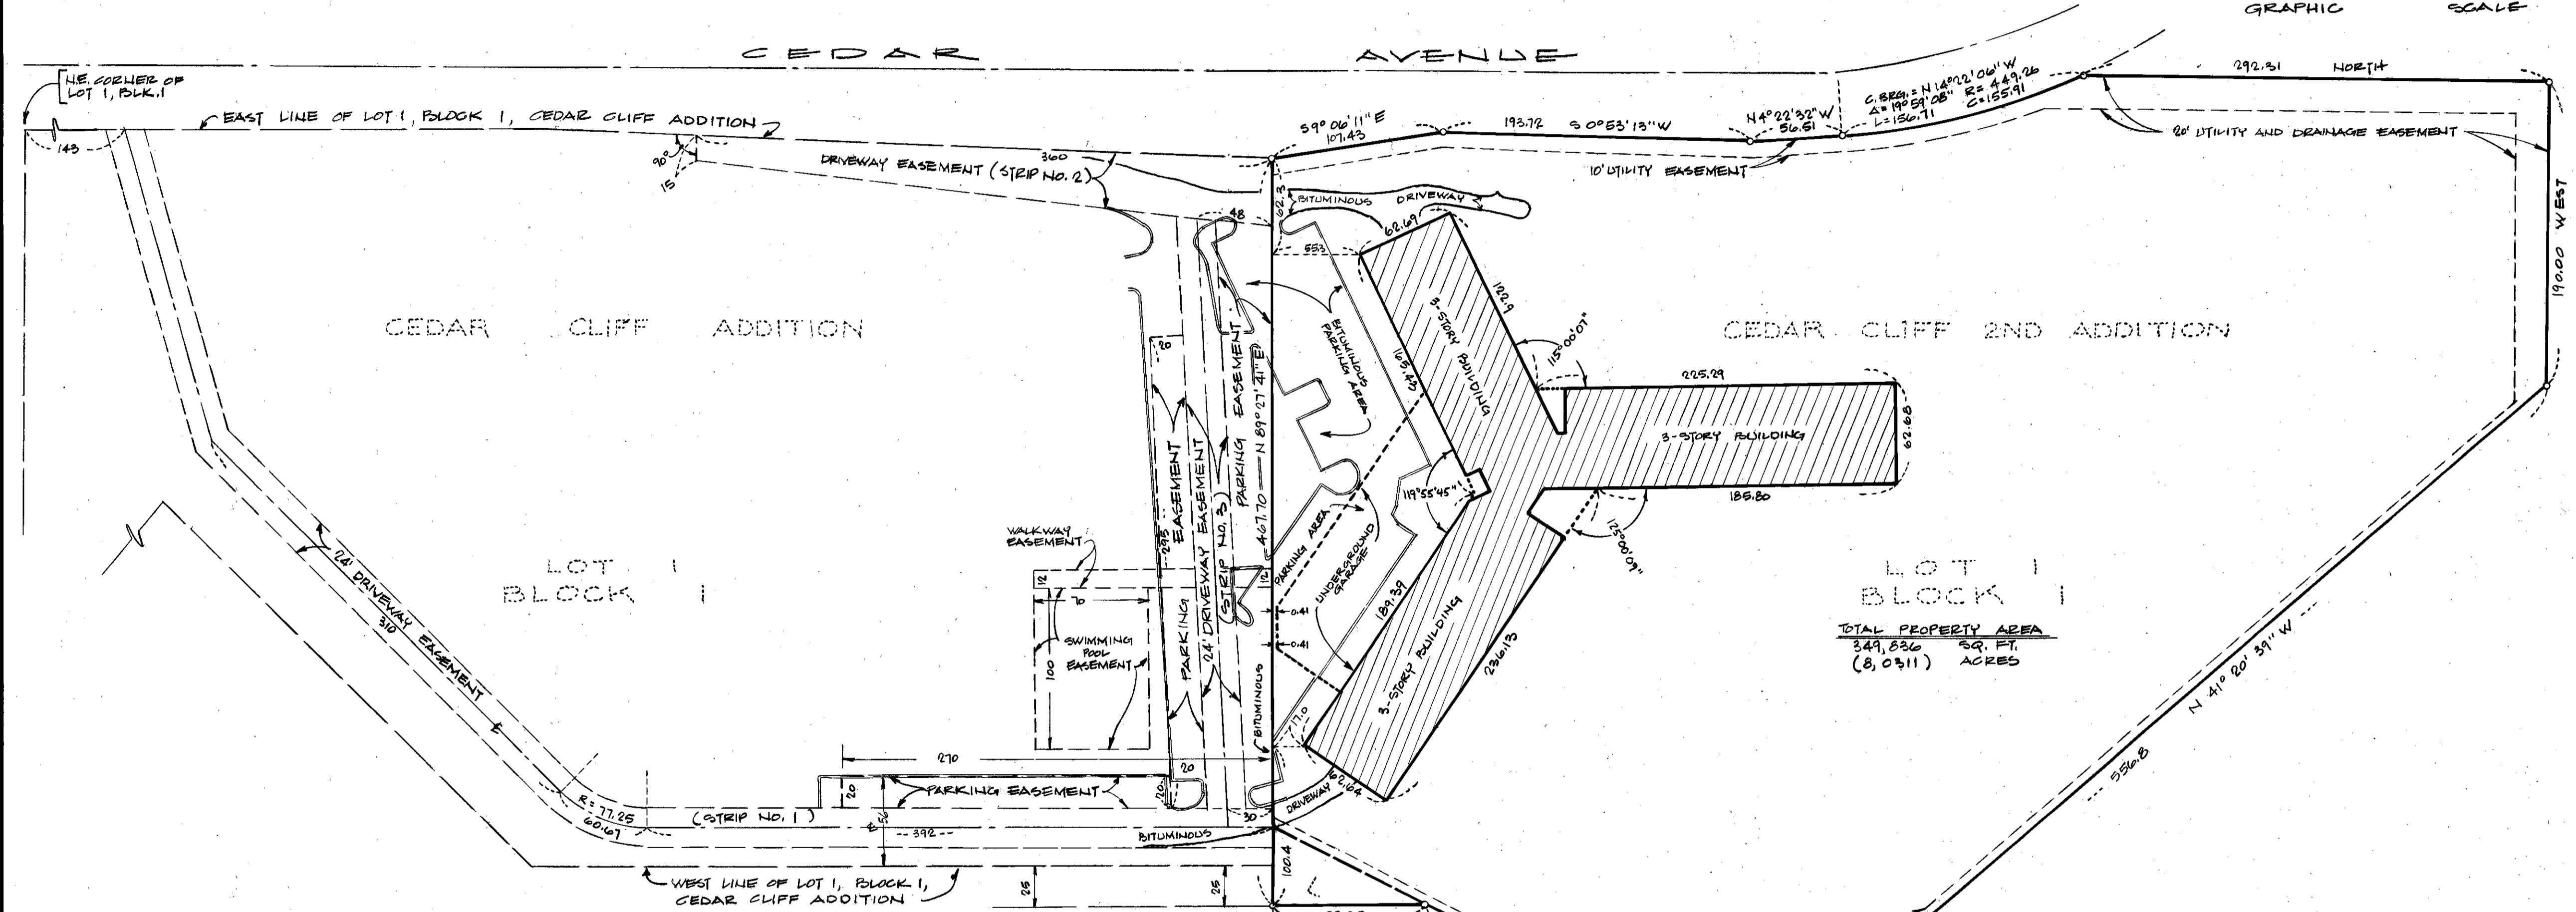 GRAPHIC SCALE
CEDAR AVENUE
N.E. CORNER OF
LOT 1, BLK. 1
143
EAST LINE OF LOT 1, BLOCK 1, CEDAR CLIFF ADDITION
90°
15
DRIVEWAY EASEMENT (STRIP NO. 2)
360
S9°06'11"E
107.43
193.72 S 0°53'13"W
N4°22'32"W
56.51
C. BRG. = N 14°22'06" W
Δ = 19°59'08" R = 449.26
L = 156.71 C = 155.91
292.31 NORTH
20' UTILITY AND DRAINAGE EASEMENT
10' UTILITY EASEMENT
190.00 WEST
62.3
BITUMINOUS DRIVEWAY
48
62.69
55.3
CEDAR CLIFF ADDITION
CEDAR CLIFF 2ND ADDITION
BITUMINOUS
PARKING AREA
3-STORY BUILDING
122.9
165.43
115°00'07"
225.29
3-STORY BUILDING
62.68
185.80
119°55'45"
125°00'09"
20
295
PARKING EASEMENT
24' DRIVEWAY EASEMENT
(STRIP NO. 3)
PARKING EASEMENT
467.70 N 89°27'41"E
WALKWAY
EASEMENT
12
12
70
SWIMMING
POOL
EASEMENT
100
BITUMINOUS
PARKING AREA
UNDERGROUND
GARAGE
0.41
0.41
189.39
3-STORY BUILDING
236.13
17.0
62.64
DRIVEWAY
LOT 1
BLOCK 1
LOT 1
BLOCK 1
TOTAL PROPERTY AREA
349,836 SQ. FT.
(8,0311) ACRES
N 41° 20' 39" W
556.8
24' DRIVEWAY EASEMENT
310
270
20
20
PARKING EASEMENT
20
R = 77.25
60.67
(STRIP NO. 1)
56
392
BITUMINOUS
30
100.4
WEST LINE OF LOT 1, BLOCK 1,
CEDAR CLIFF ADDITION
25
25